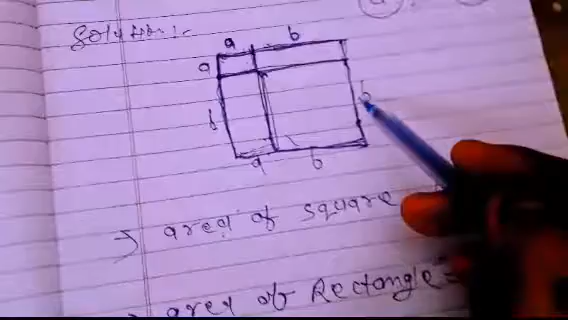 Solution:-
a b
a
b b
a b
→ area of square
→ area of Rectangle =